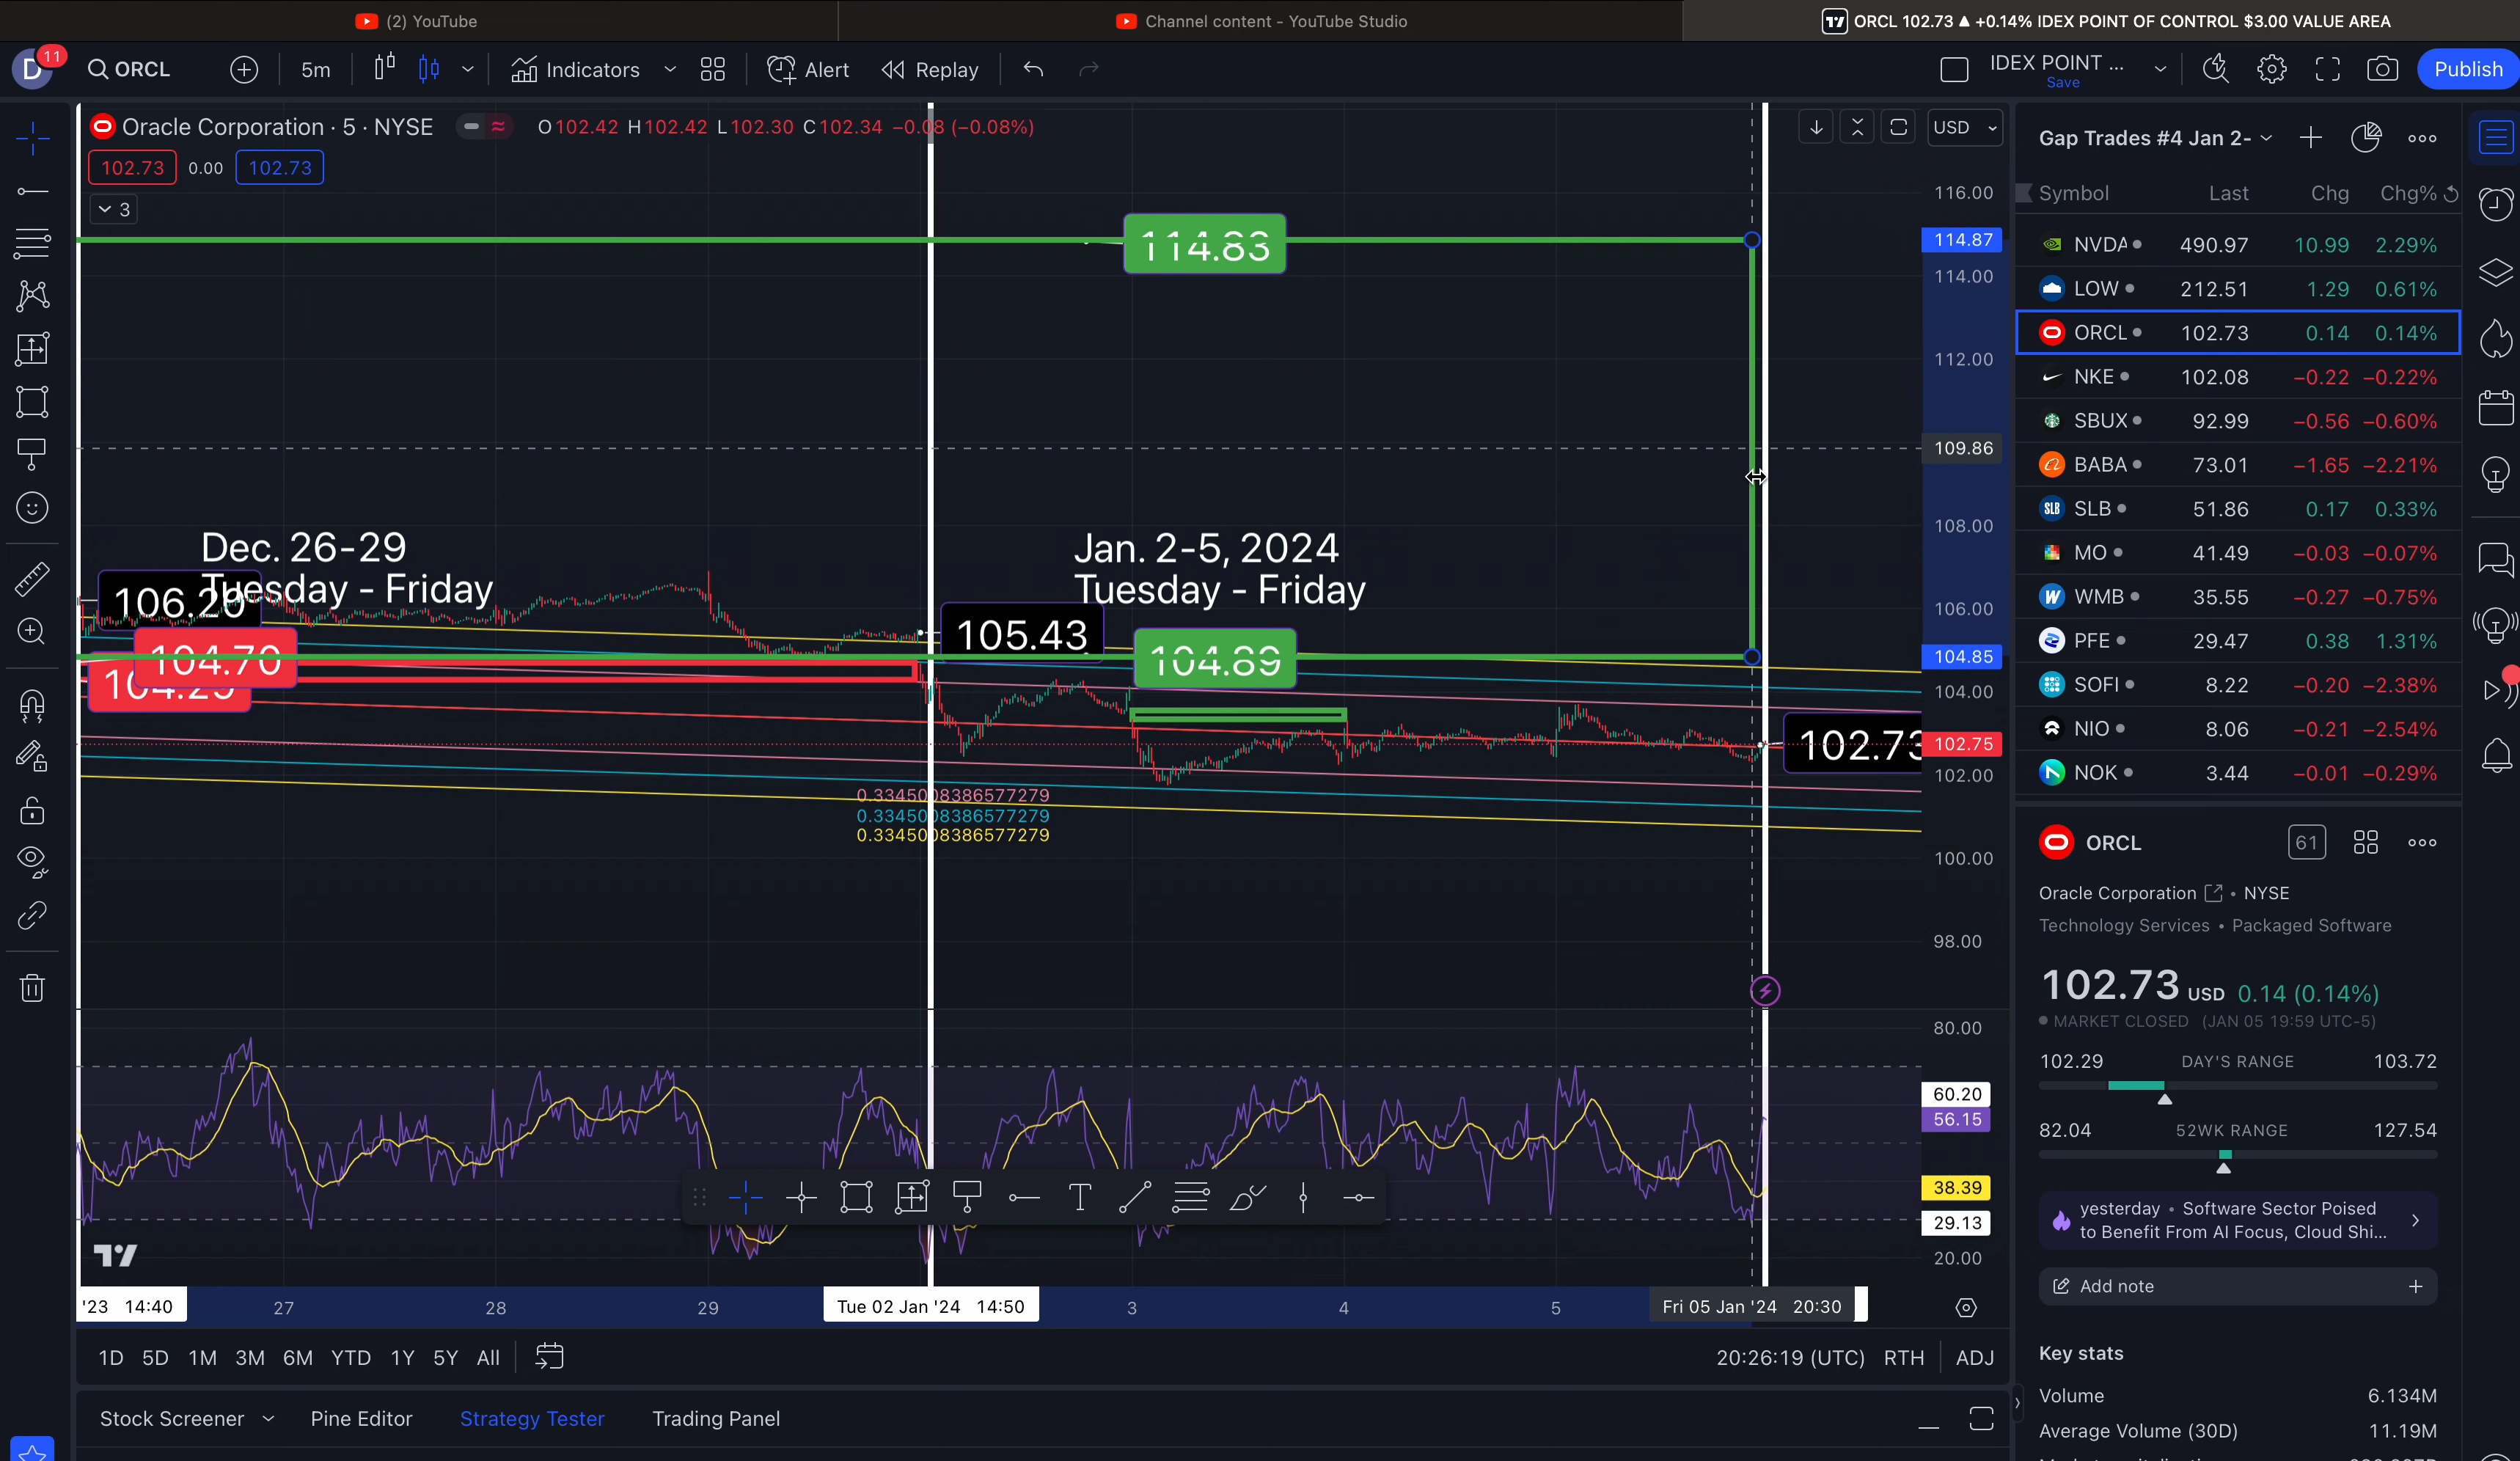 (2) YouTube
Channel content - YouTube Studio
ORCL 102.73 ▲ +0.14% IDEX POINT OF CONTROL $3.00 VALUE AREA
D 11
ORCL
5m
Indicators
Alert
Replay
IDEX POINT ...
Save
Publish
Oracle Corporation · 5 · NYSE
O102.42 H102.42 L102.30 C102.34 −0.08 (−0.08%)
102.73 0.00 102.73
3
USD
116.00
114.87
114.00
112.00
109.86
108.00
106.00
104.85
104.00
102.75
102.00
100.00
98.00
80.00
60.20
56.15
38.39
29.13
20.00
114.83
Dec. 26-29
Tuesday - Friday
Jan. 2-5, 2024
Tuesday - Friday
106.20
105.43
104.70
104.89
102.73
0.3345008386577279
0.3345008386577279
0.3345008386577279
'23 14:40
27
28
29
Tue 02 Jan '24 14:50
3
4
5
Fri 05 Jan '24 20:30
1D 5D 1M 3M 6M YTD 1Y 5Y All
20:26:19 (UTC) RTH ADJ
Stock Screener
Pine Editor
Strategy Tester
Trading Panel
Gap Trades #4 Jan 2-
Symbol Last Chg Chg%
NVDA 490.97 10.99 2.29%
LOW 212.51 1.29 0.61%
ORCL 102.73 0.14 0.14%
NKE 102.08 −0.22 −0.22%
SBUX 92.99 −0.56 −0.60%
BABA 73.01 −1.65 −2.21%
SLB SLB 51.86 0.17 0.33%
MO 41.49 −0.03 −0.07%
WMB 35.55 −0.27 −0.75%
PFE 29.47 0.38 1.31%
SOFI 8.22 −0.20 −2.38%
NIO 8.06 −0.21 −2.54%
NOK 3.44 −0.01 −0.29%
ORCL
61
Oracle Corporation • NYSE
Technology Services • Packaged Software
102.73 USD 0.14 (0.14%)
MARKET CLOSED (JAN 05 19:59 UTC-5)
102.29 DAY'S RANGE 103.72
82.04 52WK RANGE 127.54
yesterday • Software Sector Poised
to Benefit From AI Focus, Cloud Shi...
Add note
Key stats
Volume 6.134M
Average Volume (30D) 11.19M